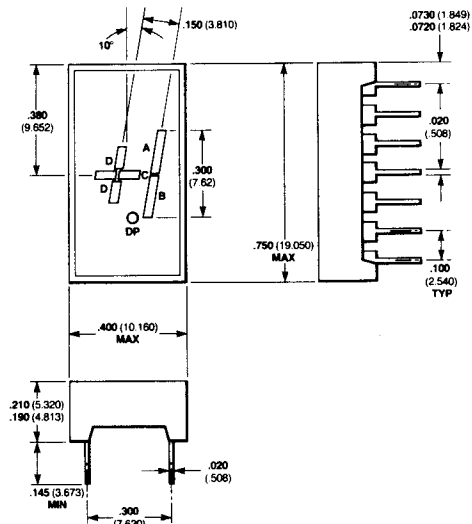 .150 (3.810)
10°
.0730 (1.849)
.0720 (1.824)
.380
(9.652)
D
A
C
D
B
DP
.300
(7.62)
.020
(.508)
.750 (19.050)
MAX
.100
(2.540)
TYP
.400 (10.160)
MAX
.210 (5.320)
.190 (4.813)
.145 (3.673)
MIN
.020
(.508)
.300
(7.620)